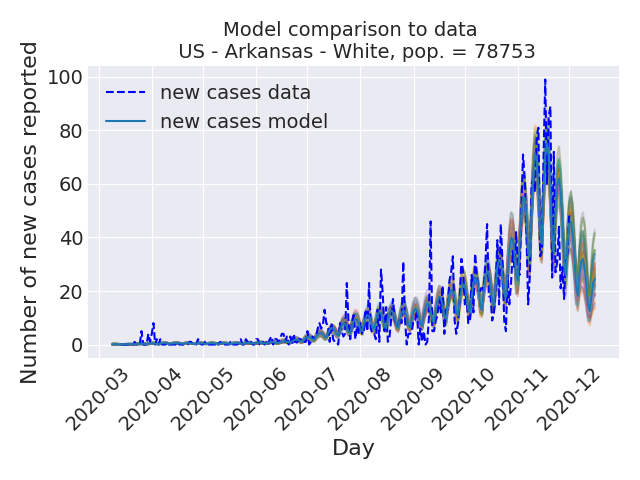 Model comparison to data
US - Arkansas - White, pop. = 78753
Number of new cases reported
100
80
60
40
20
0
new cases data
new cases model
2020-03
2020-04
2020-05
2020-06
2020-07
2020-08
2020-09
2020-10
2020-11
2020-12
Day